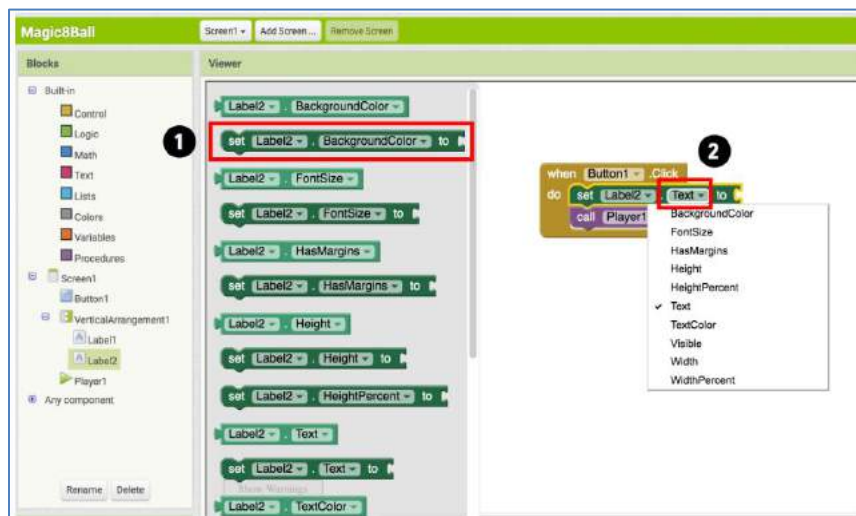 Magic8Ball
Screen1
Add Screen ...
Remove Screen
Blocks
Viewer
Built-in
Control
Logic
Math
Text
Lists
Colors
Variables
Procedures
Screen1
Button1
VerticalArrangement1
Label1
Label2
Player1
Any component
Rename
Delete
1
Label2 . BackgroundColor
set Label2 . BackgroundColor to
Label2 . FontSize
set Label2 . FontSize to
Label2 . HasMargins
set Label2 . HasMargins to
Label2 . Height
set Label2 . Height to
set Label2 . HeightPercent to
Label2 . Text
set Label2 . Text to
Show Warnings
Label2 . TextColor
2
when Button1 .Click
do set Label2 . Text to
call Player1
BackgroundColor
FontSize
HasMargins
Height
HeightPercent
Text
TextColor
Visible
Width
WidthPercent